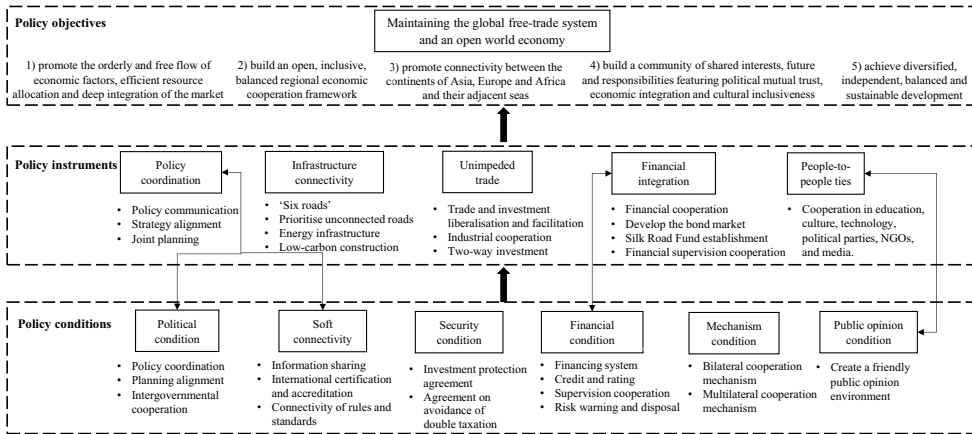 Policy objectives
Maintaining the global free-trade system
and an open world economy
1) promote the orderly and free flow of
economic factors, efficient resource
allocation and deep integration of the market
2) build an open, inclusive,
balanced regional economic
cooperation framework
3) promote connectivity between the
continents of Asia, Europe and Africa
and their adjacent seas
4) build a community of shared interests, future
and responsibilities featuring political mutual trust,
economic integration and cultural inclusiveness
5) achieve diversified,
independent, balanced and
sustainable development
Policy instruments
Policy
coordination
• Policy communication
• Strategy alignment
• Joint planning
Infrastructure
connectivity
• ‘Six roads’
• Prioritise unconnected roads
• Energy infrastructure
• Low-carbon construction
Unimpeded
trade
• Trade and investment
liberalisation and facilitation
• Industrial cooperation
• Two-way investment
Financial
integration
• Financial cooperation
• Develop the bond market
• Silk Road Fund establishment
• Financial supervision cooperation
People-to-
people ties
• Cooperation in education,
culture, technology,
political parties, NGOs,
and media.
Policy conditions
Political
condition
• Policy coordination
• Planning alignment
• Intergovernmental
cooperation
Soft
connectivity
• Information sharing
• International certification
and accreditation
• Connectivity of rules and
standards
Security
condition
• Investment protection
agreement
• Agreement on
avoidance of
double taxation
Financial
condition
• Financing system
• Credit and rating
• Supervision cooperation
• Risk warning and disposal
Mechanism
condition
• Bilateral cooperation
mechanism
• Multilateral cooperation
mechanism
Public opinion
condition
• Create a friendly
public opinion
environment